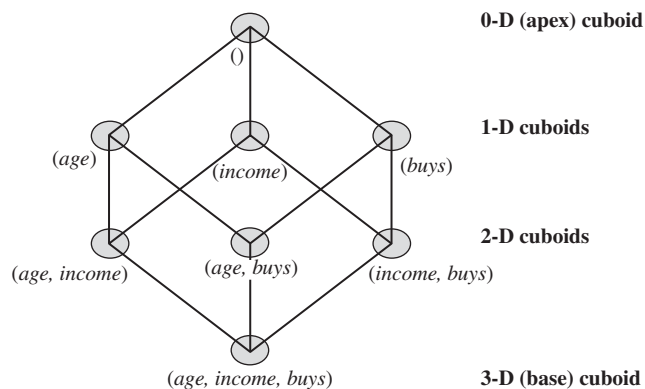 0-D (apex) cuboid
()
1-D cuboids
(age)
(income)
(buys)
2-D cuboids
(age, income)
(age, buys)
(income, buys)
(age, income, buys)
3-D (base) cuboid